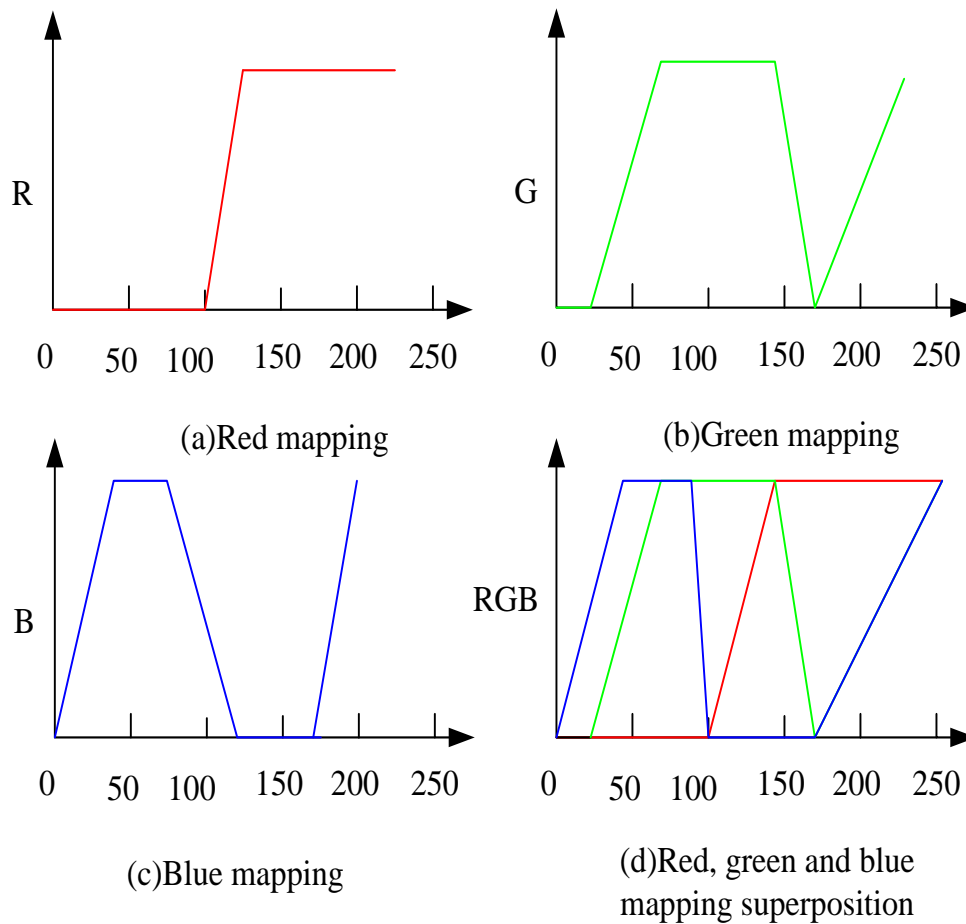 R
0 50 100 150 200 250
(a)Red mapping
G
0 50 100 150 200 250
(b)Green mapping
B
0 50 100 150 200 250
(c)Blue mapping
RGB
0 50 100 150 200 250
(d)Red, green and blue
mapping superposition